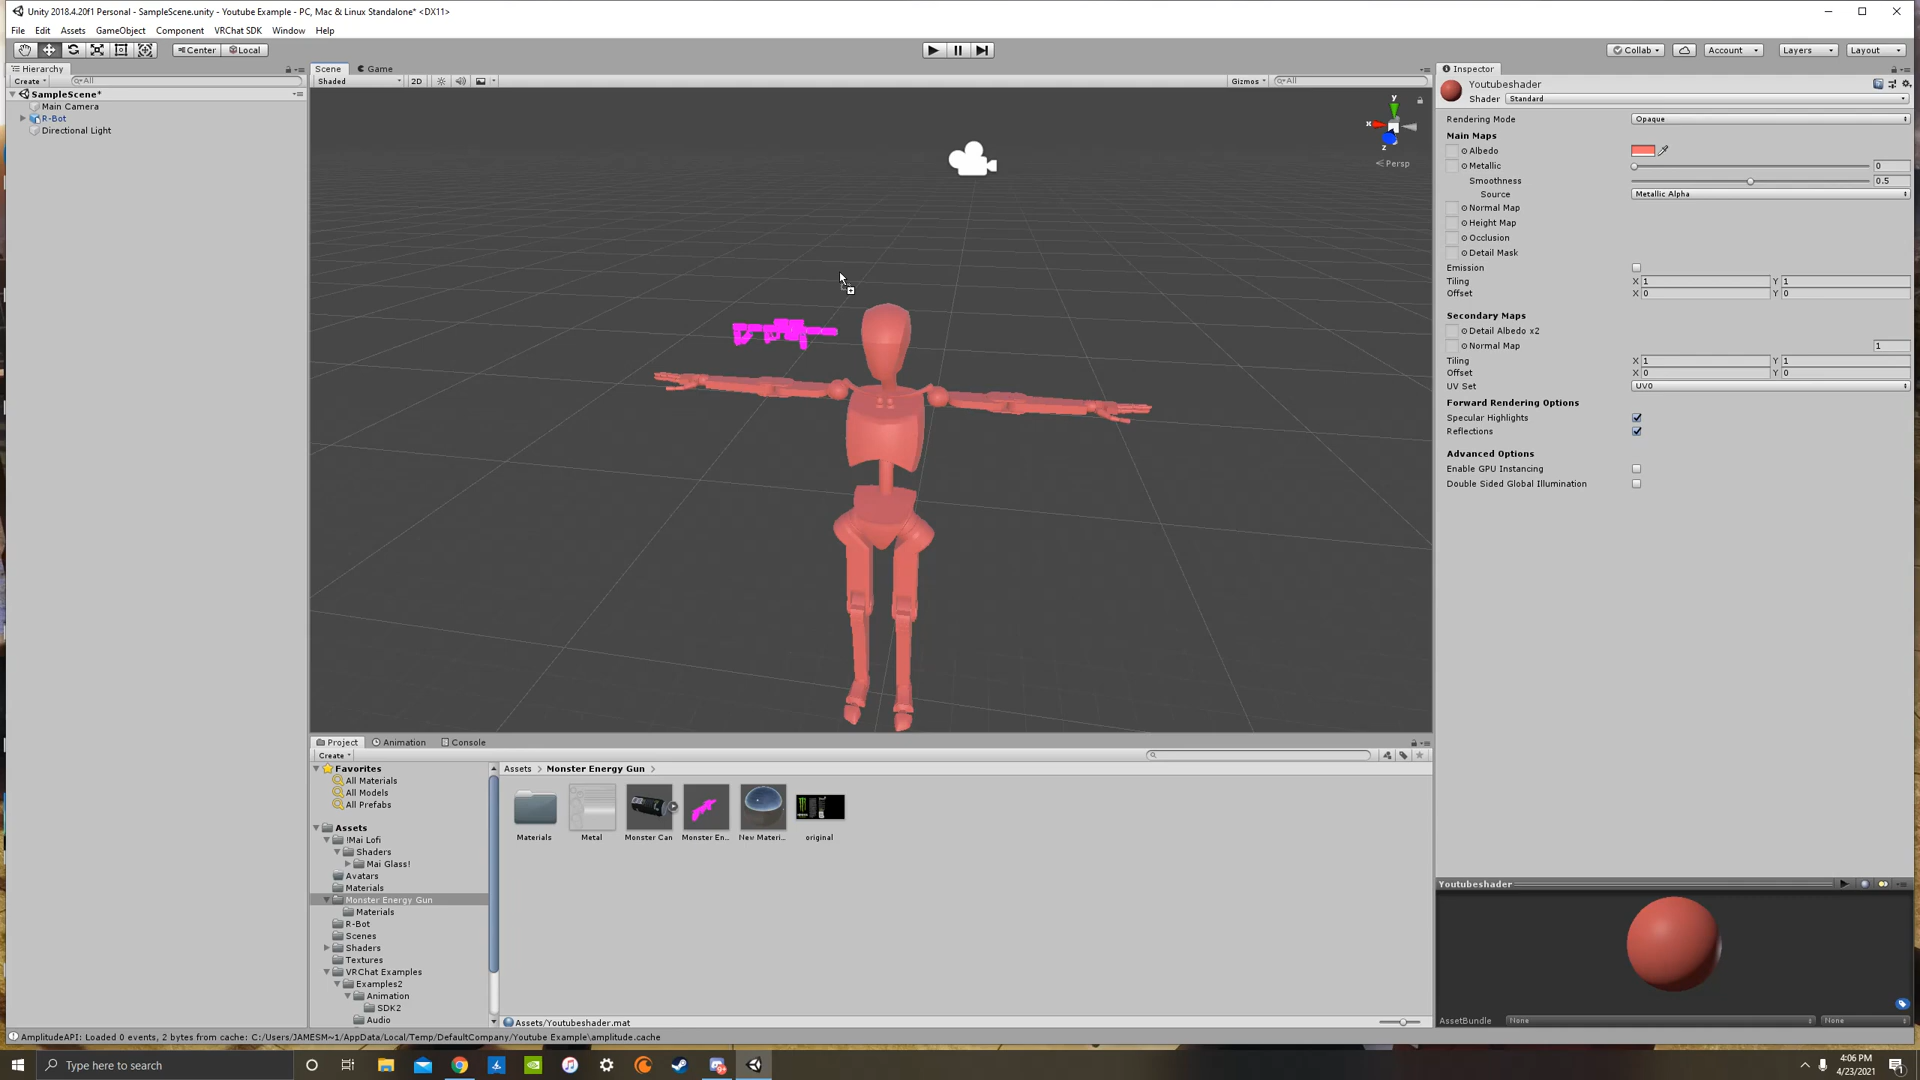 Unity 2018.4.20f1 Personal - SampleScene.unity - Youtube Example - PC, Mac & Linux Standalone* <DX11>
File Edit Assets GameObject Component VRChat SDK Window Help
Center Local Collab Account Layers Layout
Hierarchy
Create All
SampleScene*
Main Camera
R-Bot
Directional Light
Scene Game
Shaded 2D Gizmos All
y
x
z
Persp
Project Animation Console
Create
Favorites
All Materials
All Models
All Prefabs
Assets
!Mai Lofi
Shaders
Mai Glass!
Avatars
Materials
Monster Energy Gun
Materials
R-Bot
Scenes
Shaders
Textures
VRChat Examples
Examples2
Animation
SDK2
Audio
Assets > Monster Energy Gun >
Materials Metal Monster Can Monster En... New Materi... original
Assets/Youtubeshader.mat
Inspector
Youtubeshader
Shader Standard
Rendering Mode Opaque
Main Maps
Albedo
Metallic 0
Smoothness 0.5
Source Metallic Alpha
Normal Map
Height Map
Occlusion
Detail Mask
Emission
Tiling X 1 Y 1
Offset X 0 Y 0
Secondary Maps
Detail Albedo x2
Normal Map 1
Tiling X 1 Y 1
Offset X 0 Y 0
UV Set UV0
Forward Rendering Options
Specular Highlights
Reflections
Advanced Options
Enable GPU Instancing
Double Sided Global Illumination
Youtubeshader
AssetBundle None None
AmplitudeAPI: Loaded 0 events, 2 bytes from cache: C:/Users/JAMESM~1/AppData/Local/Temp/DefaultCompany/Youtube Example\amplitude.cache
Type here to search
4:06 PM
4/23/2021